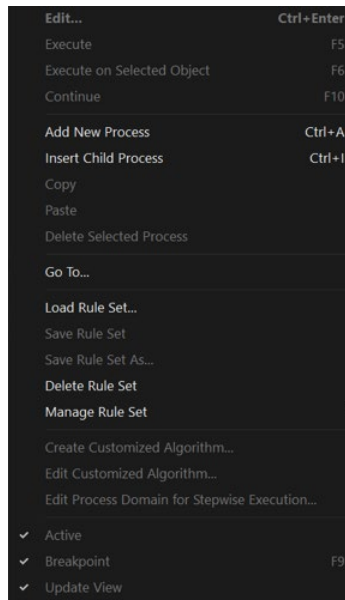 Edit... Ctrl+Enter
Execute F5
Execute on Selected Object F6
Continue F10
Add New Process Ctrl+A
Insert Child Process Ctrl+I
Copy
Paste
Delete Selected Process
Go To...
Load Rule Set...
Save Rule Set
Save Rule Set As...
Delete Rule Set
Manage Rule Set
Create Customized Algorithm...
Edit Customized Algorithm...
Edit Process Domain for Stepwise Execution...
Active
Breakpoint F9
Update View